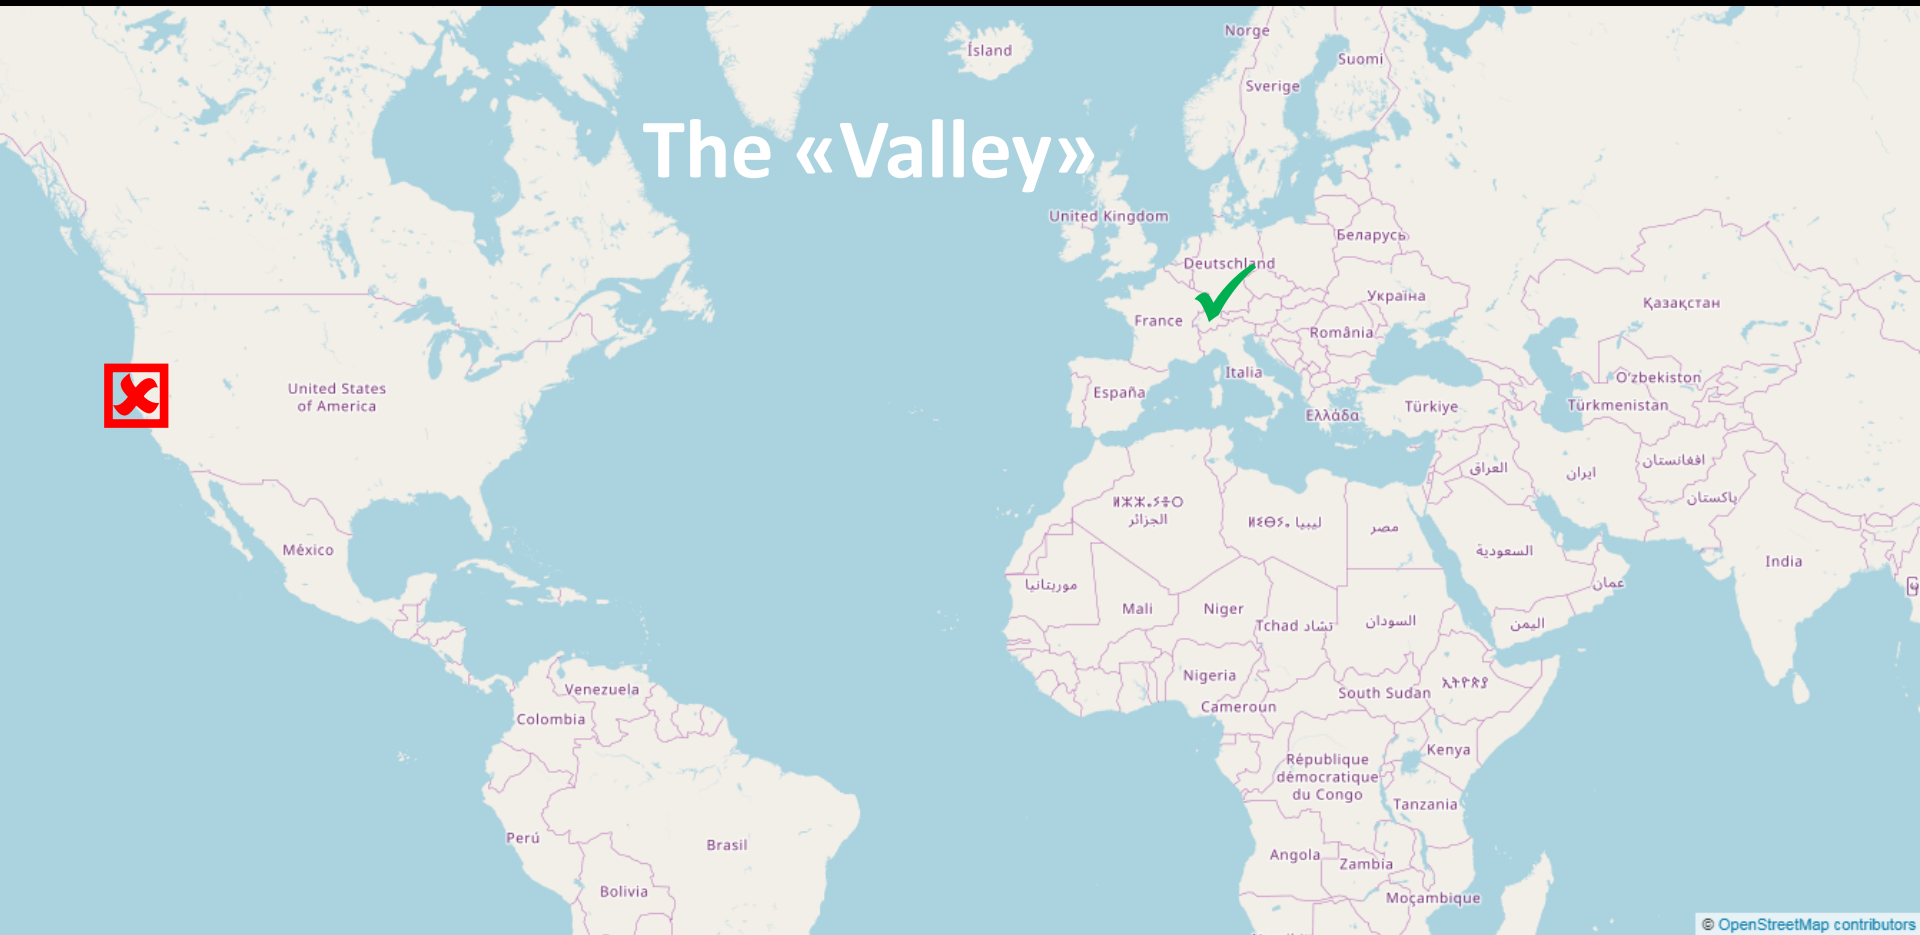 Norge
Ísland
Suomi
Sverige
The «Valley»
United Kingdom
Беларусь
Deutschland
Україна
Қазақстан
France
România
Italia
O'zbekiston
United States
of America
España
Türkiye
Türkmenistan
Ελλάδα
العراق
افغانستان
ایران
پاکستان
ⵍⵣⵣⴰⵢⴻⵔ
الجزائر
ⵍⵉⴱⵢⴰ ليبيا
مصر
México
السعودية
India
موريتانيا
عمان
Mali
Niger
Tchad تشاد
السودان
اليمن
Nigeria
Venezuela
South Sudan
ኢትዮጵያ
Cameroun
Colombia
Kenya
République
démocratique
du Congo
Tanzania
Perú
Brasil
Angola
Zambia
Bolivia
Moçambique
© OpenStreetMap contributors